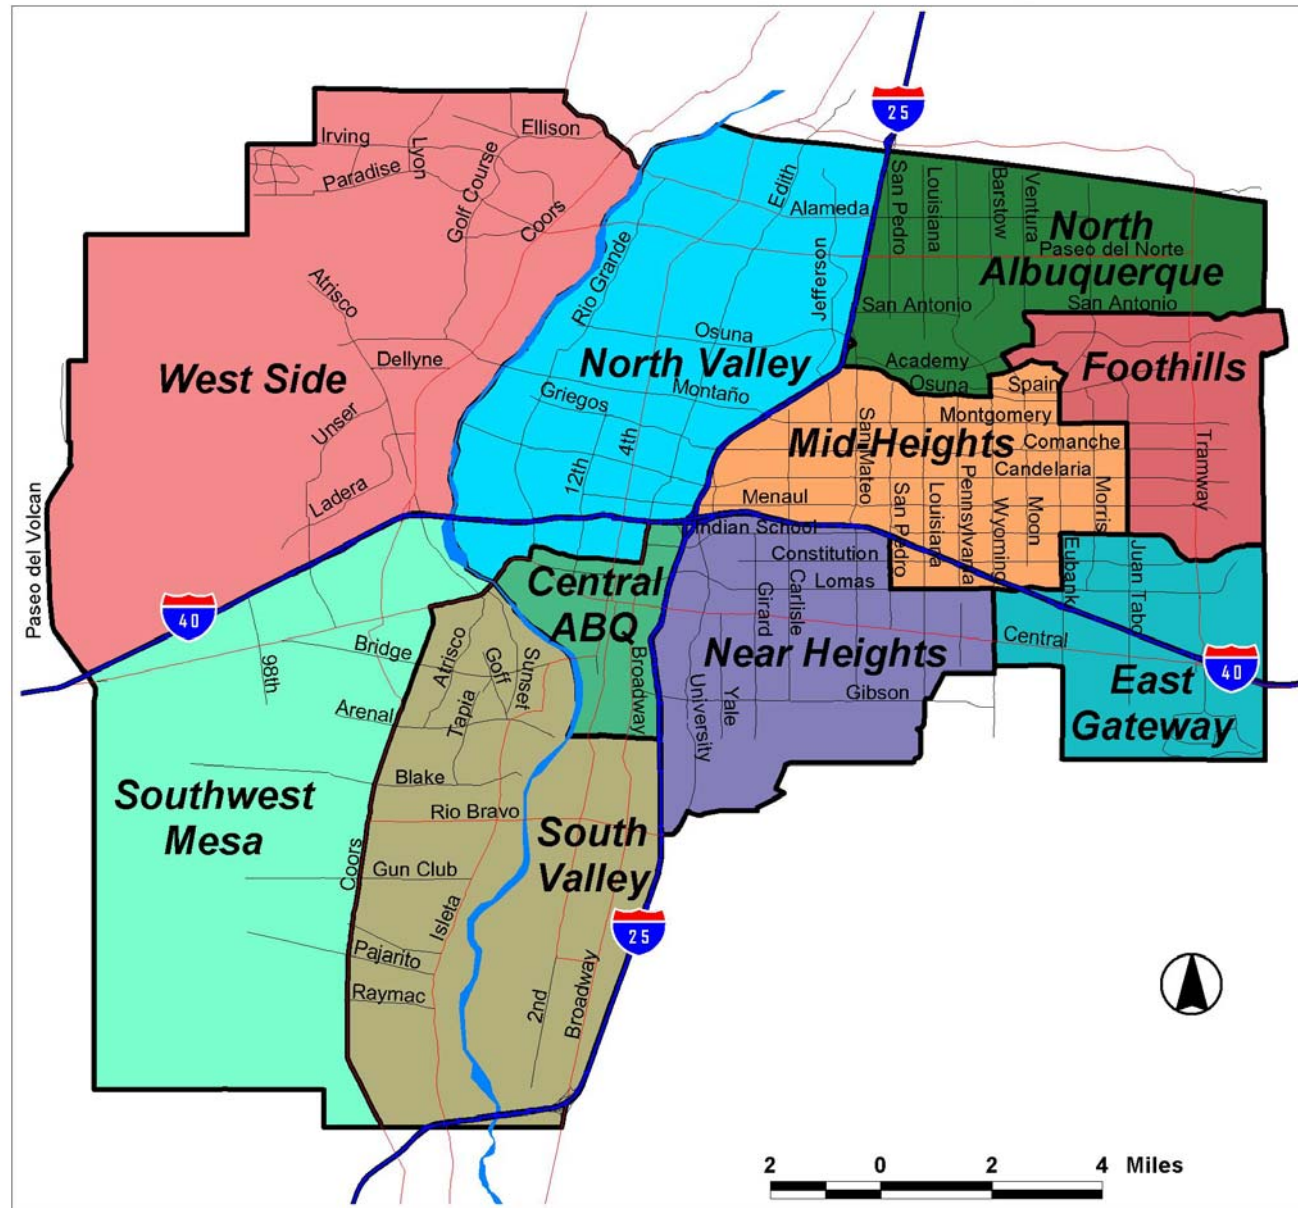 25
Irving
Lyon
Ellison
Paradise
Golf Course
Coors
Edith
Alameda
San Pedro
Louisiana
Barstow
Ventura
North
Albuquerque
Paseo del Norte
Rio Grande
Jefferson
San Antonio
San Antonio
Atrisco
Osuna
Dellyne
West Side
North Valley
Academy
Osuna
Spain
Foothills
Griegos
Montaño
Unser
Montgomery
Mid-Heights
Comanche
Candelaria
12th
4th
San Mateo
Tramway
Ladera
Menaul
San Pedro
Louisiana
Pennsylvania
Wyoming
Moon
Morris
Indian School
Paseo del Volcan
Constitution
Lomas
Eubank
Juan Tabo
Central
ABQ
Girard
Carlisle
40
Bridge
98th
Atrisco
Goff
Sunset
Broadway
Near Heights
Central
40
Arenal
Tapia
University
Yale
Gibson
East
Gateway
Blake
Southwest
Mesa
Rio Bravo
South
Valley
Coors
Gun Club
Isleta
25
Pajarito
Raymac
2nd
Broadway
2 0 2 4 Miles